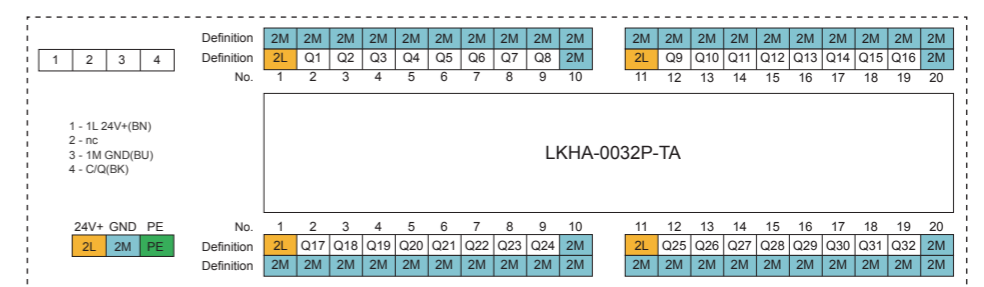 Definition 2M 2M 2M 2M 2M 2M 2M 2M 2M 2M 2M 2M 2M 2M 2M 2M 2M 2M 2M 2M
1 2 3 4 Definition 2L Q1 Q2 Q3 Q4 Q5 Q6 Q7 Q8 2M 2L Q9 Q10 Q11 Q12 Q13 Q14 Q15 Q16 2M
No. 1 2 3 4 5 6 7 8 9 10 11 12 13 14 15 16 17 18 19 20
1 - 1L 24V+(BN)
2 - nc
3 - 1M GND(BU)
4 - C/Q(BK)
LKHA-0032P-TA
24V+ GND PE No. 1 2 3 4 5 6 7 8 9 10 11 12 13 14 15 16 17 18 19 20
2L 2M PE Definition 2L Q17 Q18 Q19 Q20 Q21 Q22 Q23 Q24 2M 2L Q25 Q26 Q27 Q28 Q29 Q30 Q31 Q32 2M
Definition 2M 2M 2M 2M 2M 2M 2M 2M 2M 2M 2M 2M 2M 2M 2M 2M 2M 2M 2M 2M